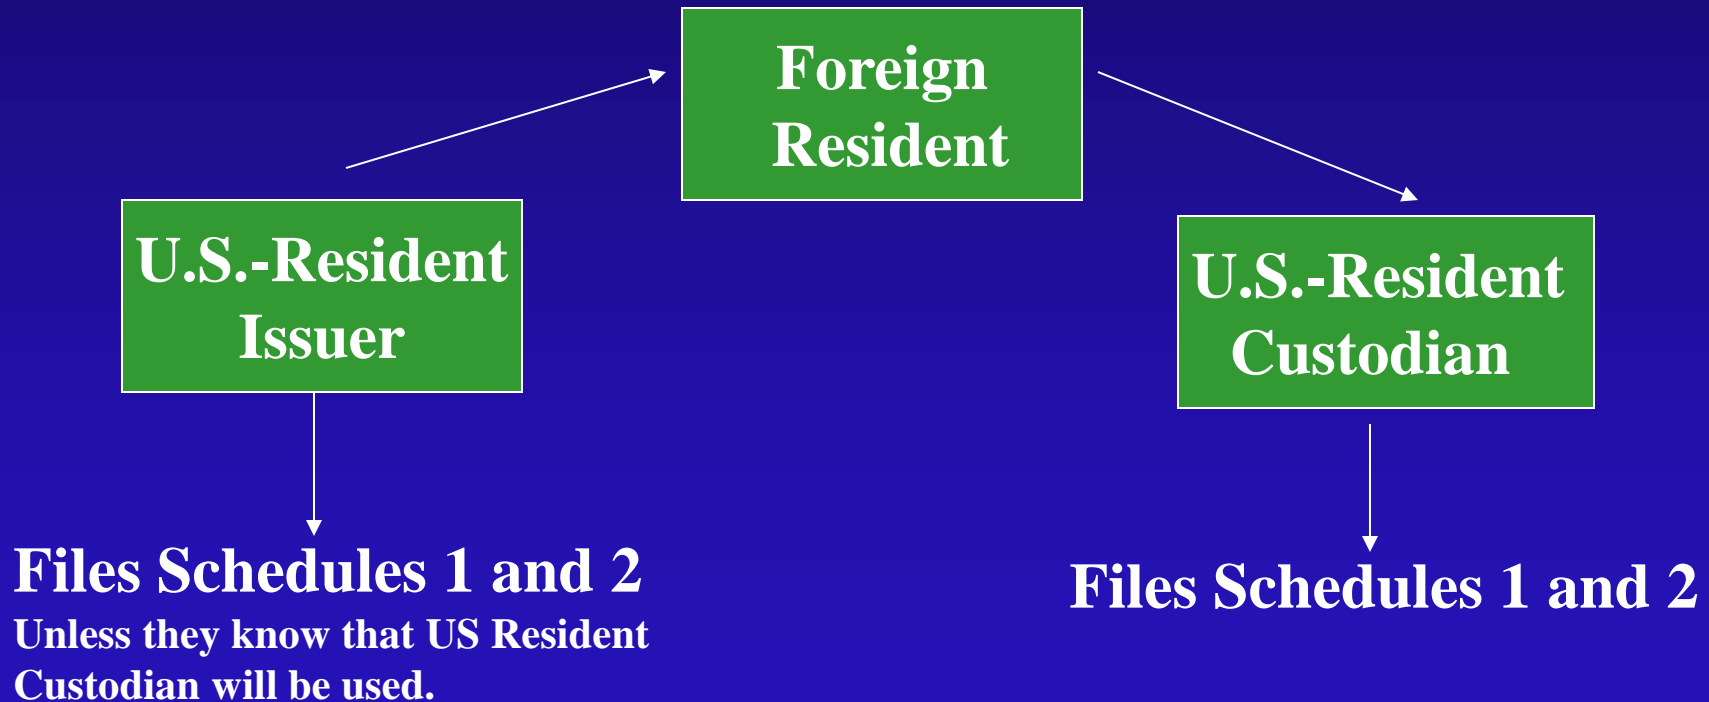 Foreign
Resident
U.S.-Resident
Issuer
U.S.-Resident
Custodian
Files Schedules 1 and 2
Unless they know that US Resident
Custodian will be used.
Files Schedules 1 and 2